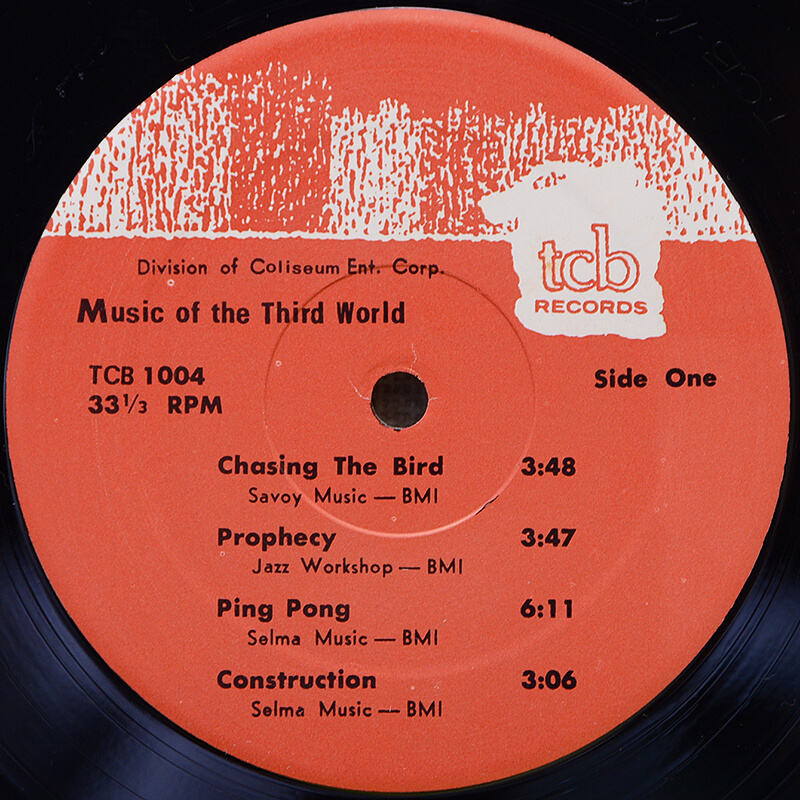 tcb
RECORDS
Division of Coliseum Ent. Corp.
Music of the Third World
TCB 1004
33 1/3 RPM
Side One
Chasing The Bird 3:48
Savoy Music — BMI
Prophecy 3:47
Jazz Workshop — BMI
Ping Pong 6:11
Selma Music — BMI
Construction 3:06
Selma Music — BMI